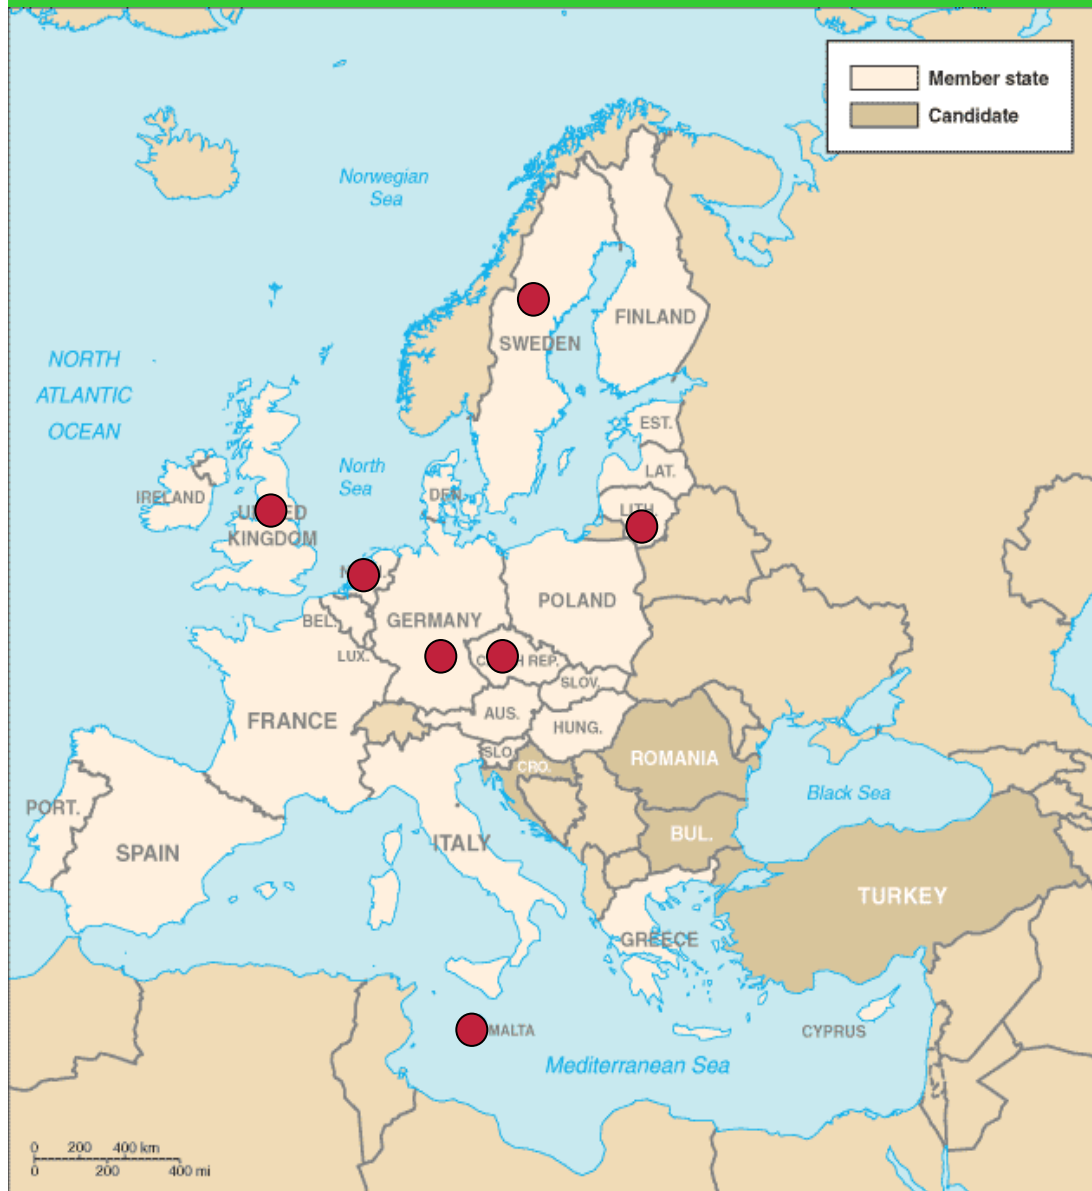 Member state
Candidate
Norwegian
Sea
FINLAND
SWEDEN
NORTH
ATLANTIC
OCEAN
EST.
North
Sea
LAT.
IRELAND
DEN.
KINGDOM
POLAND
BEL.
GERMANY
LUX.
REP.
SLOV.
FRANCE
AUS.
HUNG.
SLO.
CRO.
ROMANIA
Black Sea
PORT.
BUL.
SPAIN
ITALY
TURKEY
GREECE
MALTA
CYPRUS
Mediterranean Sea
0 200 400 km
0 200 400 mi